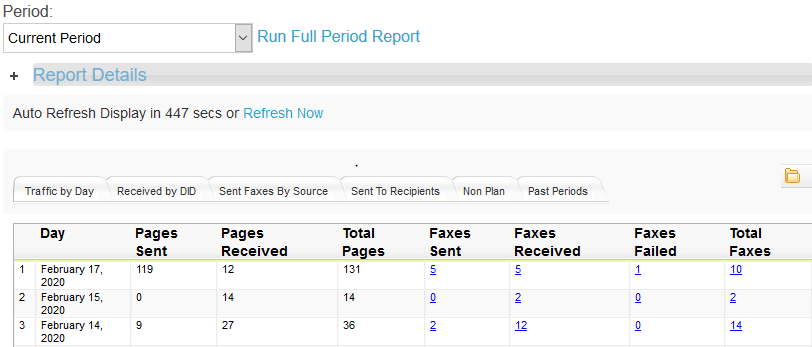 Period:
Current Period Run Full Period Report
+ Report Details
Auto Refresh Display in 447 secs or Refresh Now
.
Traffic by Day Received by DID Sent Faxes By Source Sent To Recipients Non Plan Past Periods
Day Pages Sent Pages Received Total Pages Faxes Sent Faxes Received Faxes Failed Total Faxes
1 February 17, 2020 119 12 131 5 5 1 10
2 February 15, 2020 0 14 14 0 2 0 2
3 February 14, 2020 9 27 36 2 12 0 14